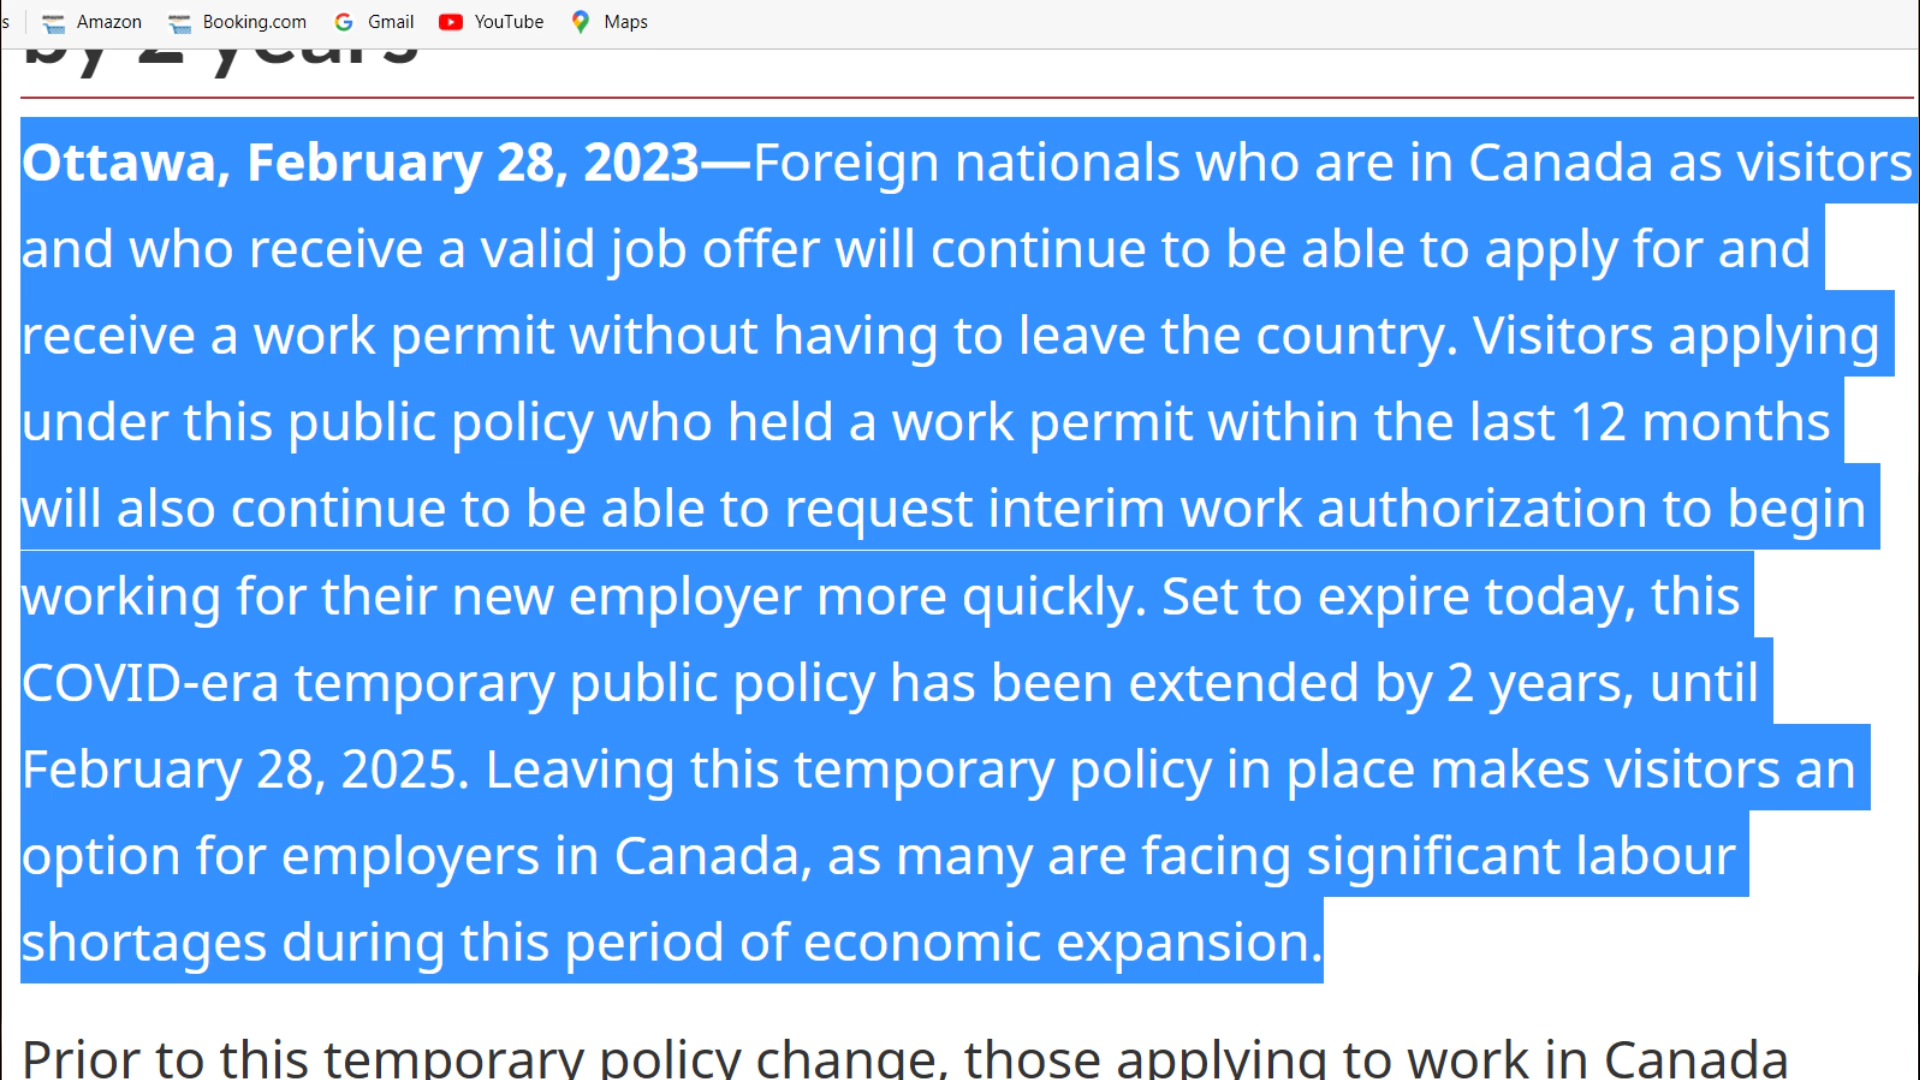 s Amazon Booking.com Gmail YouTube Maps
by 2 years
Ottawa, February 28, 2023—Foreign nationals who are in Canada as visitors
and who receive a valid job offer will continue to be able to apply for and
receive a work permit without having to leave the country. Visitors applying
under this public policy who held a work permit within the last 12 months
will also continue to be able to request interim work authorization to begin
working for their new employer more quickly. Set to expire today, this
COVID-era temporary public policy has been extended by 2 years, until
February 28, 2025. Leaving this temporary policy in place makes visitors an
option for employers in Canada, as many are facing significant labour
shortages during this period of economic expansion.
Prior to this temporary policy change, those applying to work in Canada